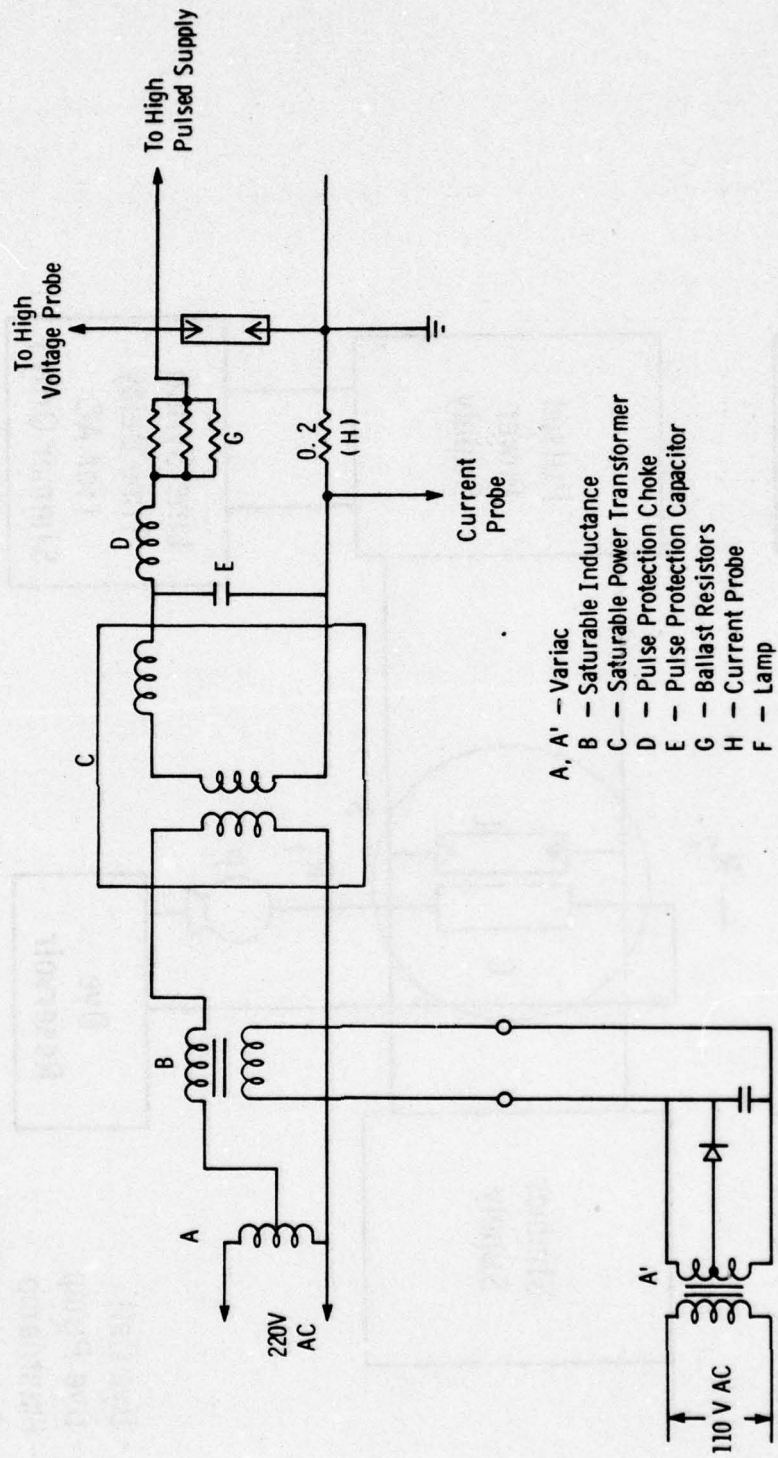 To High
Voltage Probe
To High
Pulsed Supply
C
D
E
G
0.2
(H)
B
A
220V
AC
Current
Probe
A'
110 V AC
A, A' – Variac
B – Saturable Inductance
C – Saturable Power Transformer
D – Pulse Protection Choke
E – Pulse Protection Capacitor
G – Ballast Resistors
H – Current Probe
F – Lamp